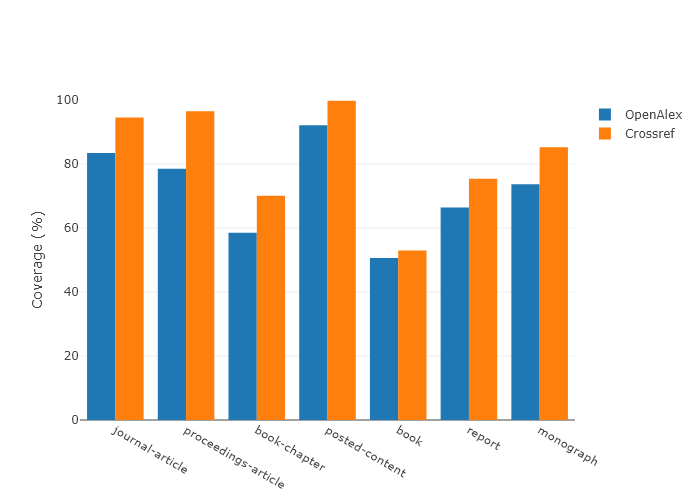 100
80
60
40
20
0
Coverage (%)
journal-article
proceedings-article
book-chapter
posted-content
book
report
monograph
OpenAlex
Crossref